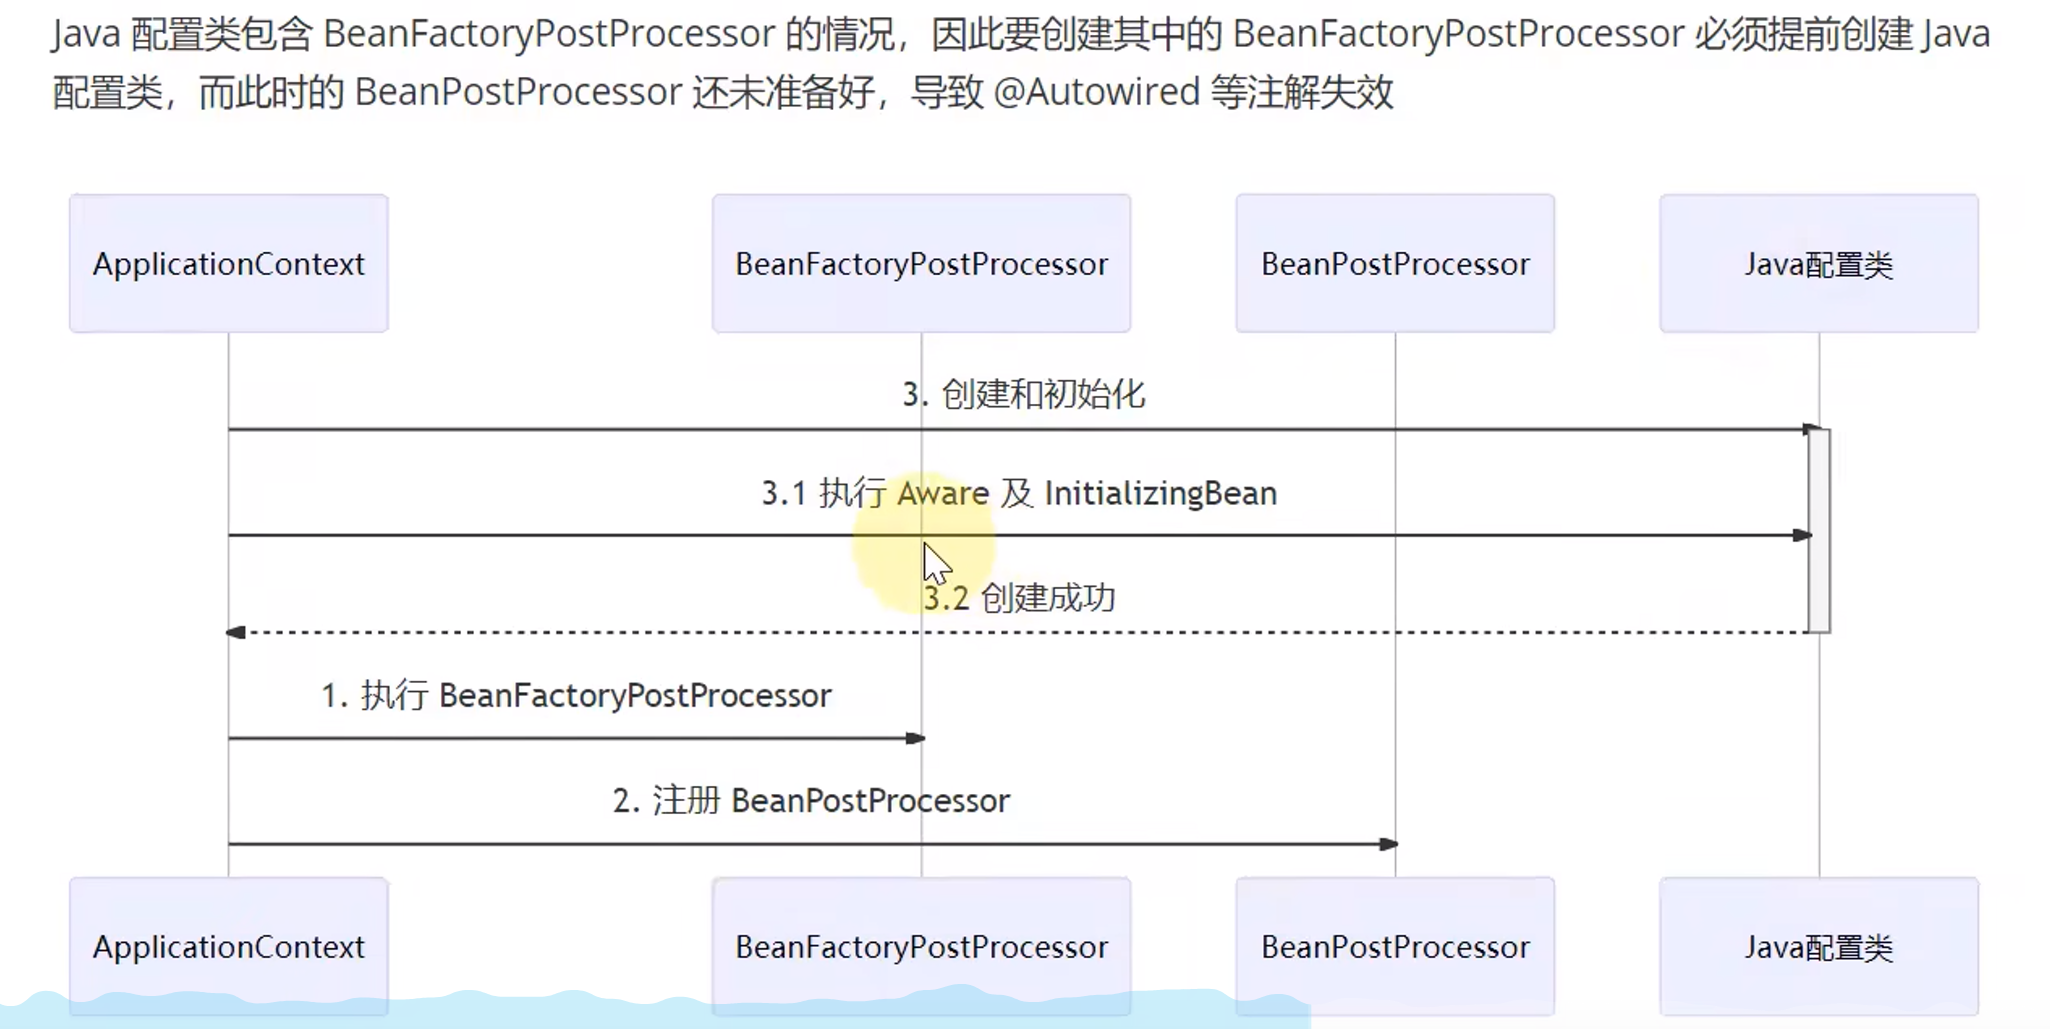 Java 配置类包含 BeanFactoryPostProcessor 的情况，因此要创建其中的 BeanFactoryPostProcessor 必须提前创建 Java
配置类，而此时的 BeanPostProcessor 还未准备好，导致 @Autowired 等注解失效
ApplicationContext
BeanFactoryPostProcessor
BeanPostProcessor
Java配置类
3. 创建和初始化
3.1 执行 Aware 及 InitializingBean
3.2 创建成功
1. 执行 BeanFactoryPostProcessor
2. 注册 BeanPostProcessor
ApplicationContext
BeanFactoryPostProcessor
BeanPostProcessor
Java配置类